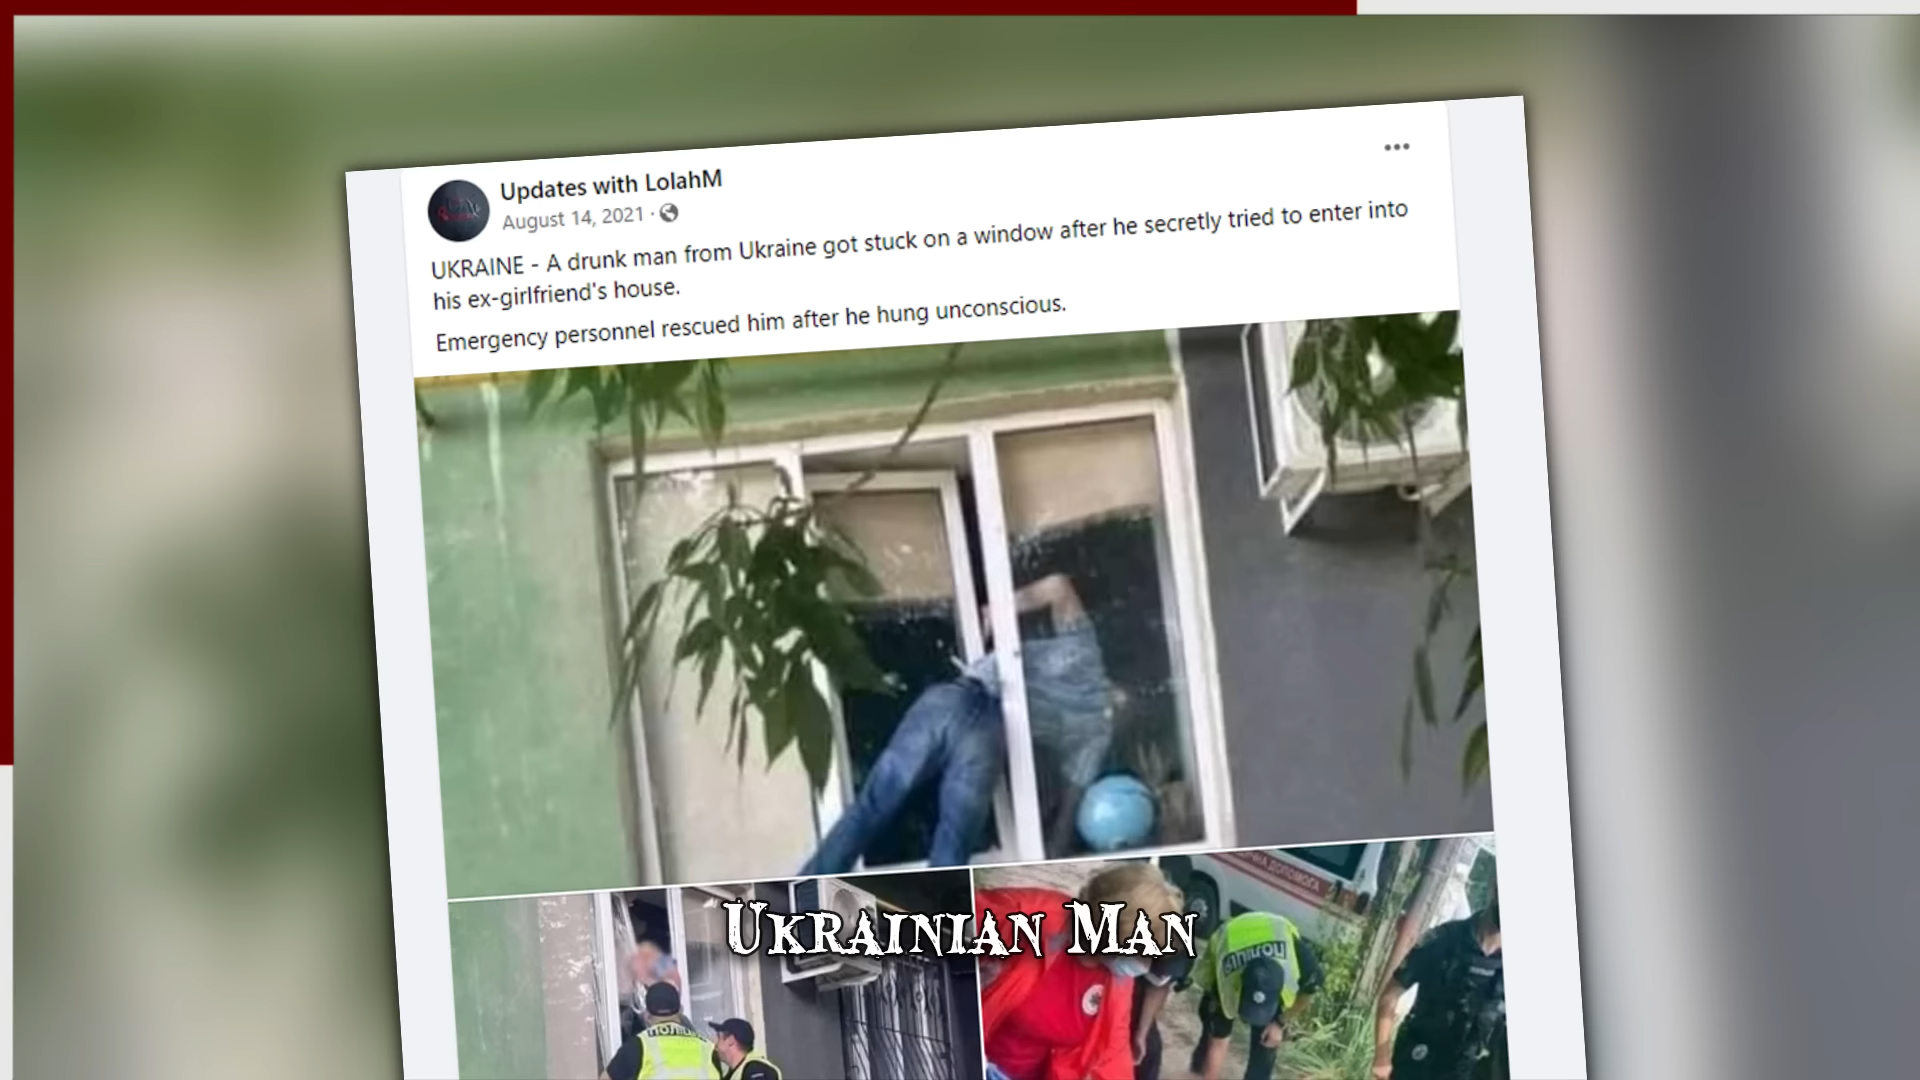 Updates with LolahM
August 14, 2021 ·
UKRAINE - A drunk man from Ukraine got stuck on a window after he secretly tried to enter into
his ex-girlfriend's house.
Emergency personnel rescued him after he hung unconscious.
ДОПОМОГА
Ukrainian Man